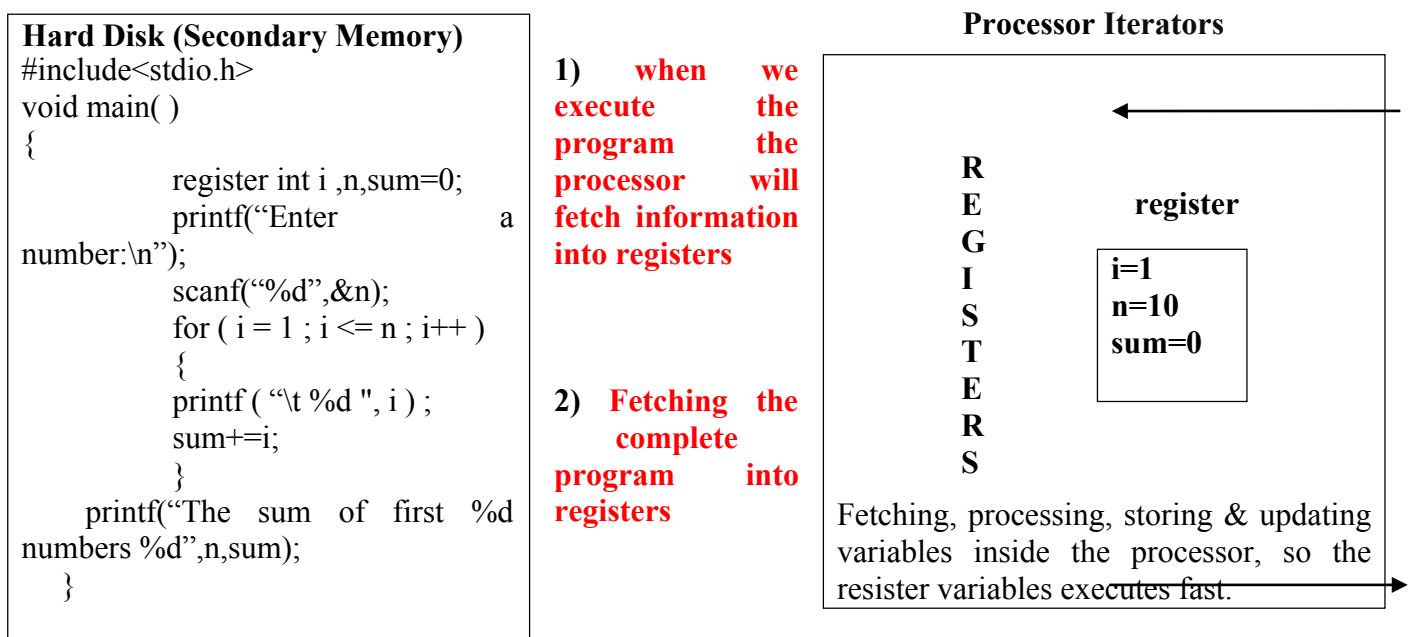 Hard Disk (Secondary Memory)
#include<stdio.h>
void main( )
{
register int i ,n,sum=0;
printf(“Enter a
number:\n”);
scanf(“%d”,&n);
for ( i = 1 ; i <= n ; i++ )
{
printf ( “\t %d ", i ) ;
sum+=i;
}
printf(“The sum of first %d
numbers %d”,n,sum);
}
1) when we
execute the
program the
processor will
fetch information
into registers
2) Fetching the
complete
program into
registers
Processor Iterators
R
E
G
I
S
T
E
R
S
register
i=1
n=10
sum=0
Fetching, processing, storing & updating
variables inside the processor, so the
resister variables executes fast.